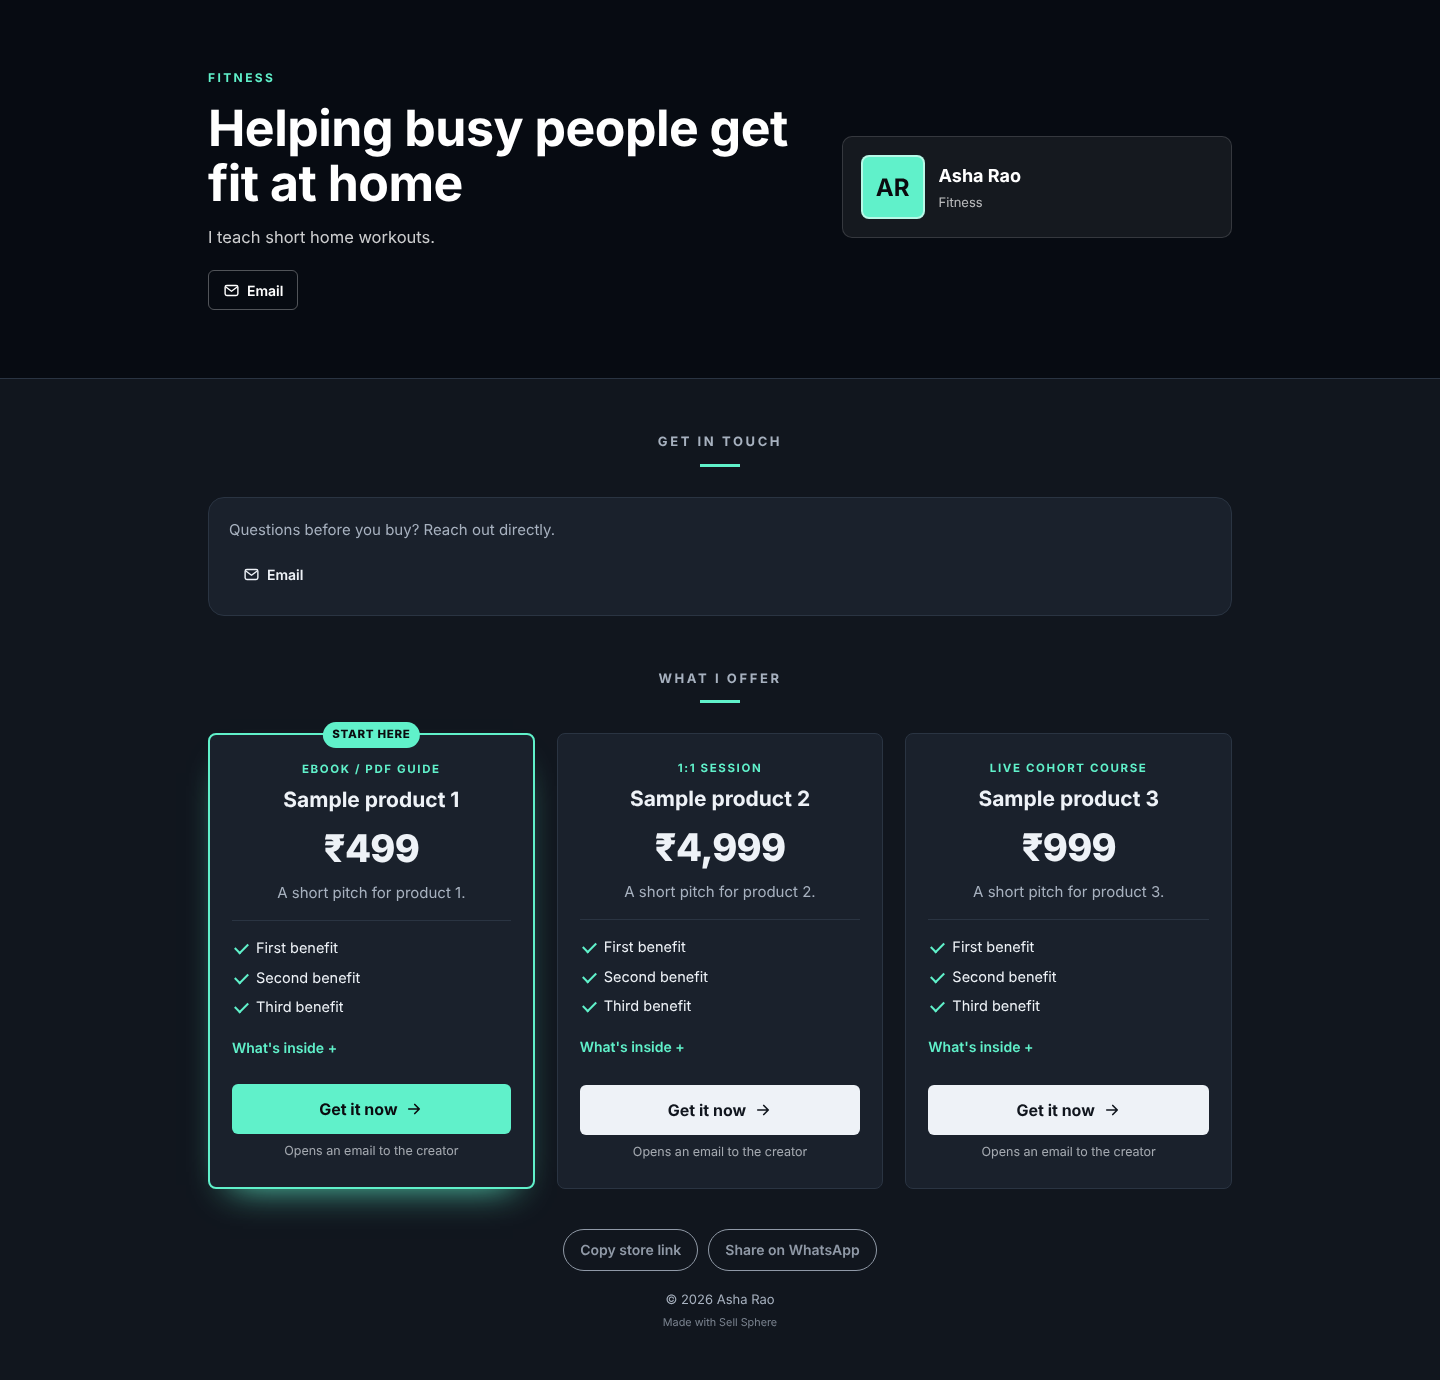 FITNESS
Helping busy people get
fit at home
I teach short home workouts.
Email
AR
Asha Rao
Fitness
GET IN TOUCH
Questions before you buy? Reach out directly.
Email
WHAT I OFFER
START HERE
EBOOK / PDF GUIDE
Sample product 1
₹499
A short pitch for product 1.
First benefit
Second benefit
Third benefit
What's inside +
Get it now →
Opens an email to the creator
1:1 SESSION
Sample product 2
₹4,999
A short pitch for product 2.
First benefit
Second benefit
Third benefit
What's inside +
Get it now →
Opens an email to the creator
LIVE COHORT COURSE
Sample product 3
₹999
A short pitch for product 3.
First benefit
Second benefit
Third benefit
What's inside +
Get it now →
Opens an email to the creator
Copy store link
Share on WhatsApp
© 2026 Asha Rao
Made with Sell Sphere